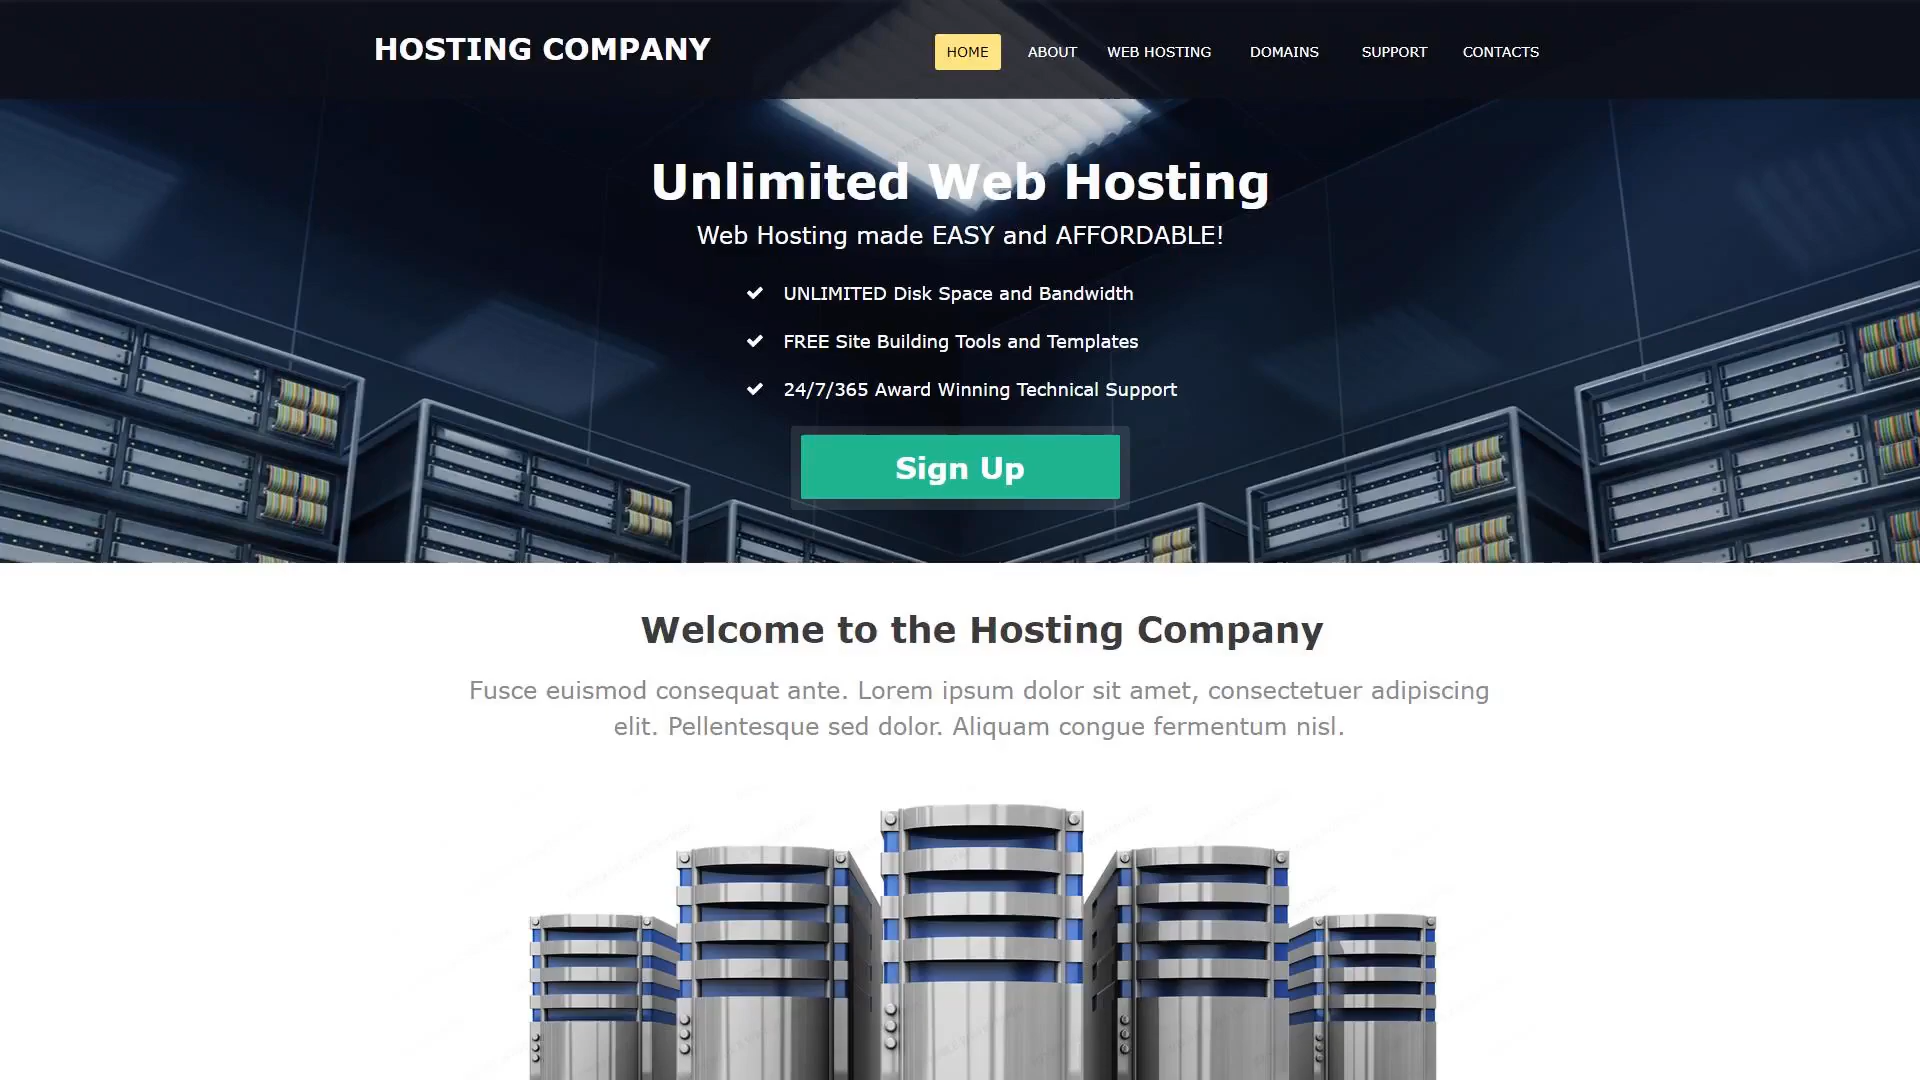 HOSTING COMPANY
HOME ABOUT WEB HOSTING DOMAINS SUPPORT CONTACTS
Unlimited Web Hosting
Web Hosting made EASY and AFFORDABLE!
UNLIMITED Disk Space and Bandwidth
FREE Site Building Tools and Templates
24/7/365 Award Winning Technical Support
Sign Up
Welcome to the Hosting Company
Fusce euismod consequat ante. Lorem ipsum dolor sit amet, consectetuer adipiscing
elit. Pellentesque sed dolor. Aliquam congue fermentum nisl.